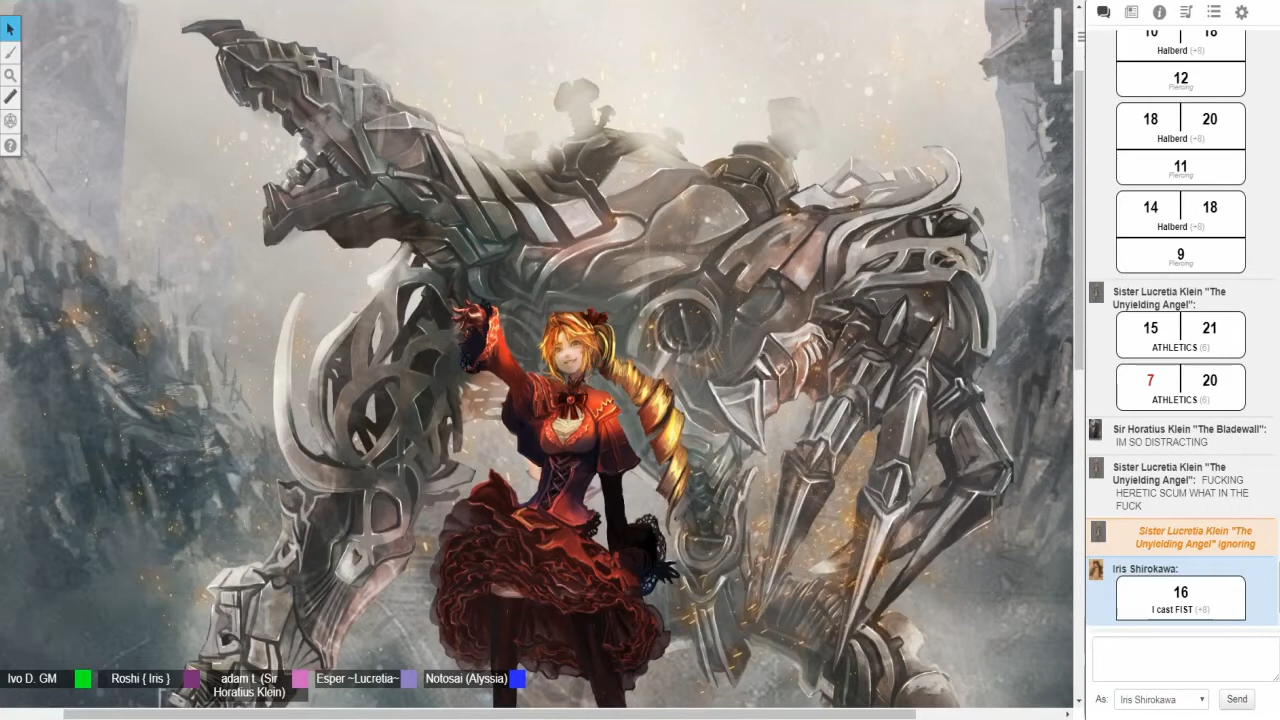 10 18
Halberd (+8)
12
Piercing
18 20
Halberd (+8)
11
Piercing
14 18
Halberd (+8)
9
Piercing
Sister Lucretia Klein "The
Unyielding Angel":
15 21
ATHLETICS (6)
7 20
ATHLETICS (6)
Sir Horatius Klein "The Bladewall":
IM SO DISTRACTING
Sister Lucretia Klein "The
Unyielding Angel": FUCKING
HERETIC SCUM WHAT IN THE
FUCK
Sister Lucretia Klein "The
Unyielding Angel" ignoring
Iris Shirokawa:
16
I cast FIST (+8)
As: Iris Shirokawa Send
Ivo D. GM
Roshi { Iris }
adam t. (Sir
Horatius Klein)
Esper ~Lucretia~
Notosai (Alyssia)